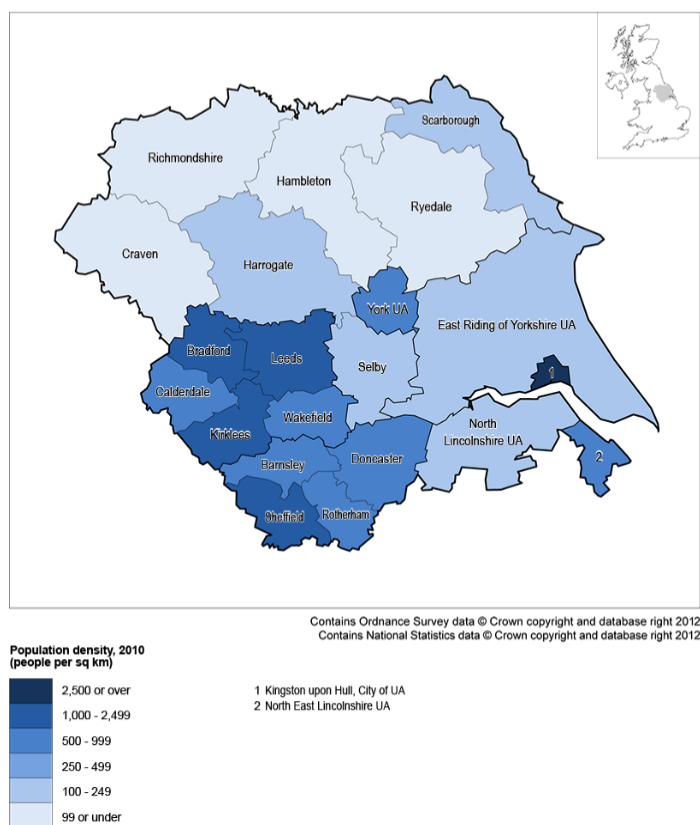 Scarborough
Richmondshire
Hambleton
Ryedale
Craven
Harrogate
York UA
East Riding of Yorkshire UA
Bradford
Leeds
Selby
1
Calderdale
Wakefield
Kirklees
North
Lincolnshire UA
Barnsley
Doncaster
2
Sheffield
Rotherham
Contains Ordnance Survey data © Crown copyright and database right 2012
Contains National Statistics data © Crown copyright and database right 2012
Population density, 2010
(people per sq km)
2,500 or over
1,000 - 2,499
500 - 999
250 - 499
100 - 249
99 or under
1 Kingston upon Hull, City of UA
2 North East Lincolnshire UA